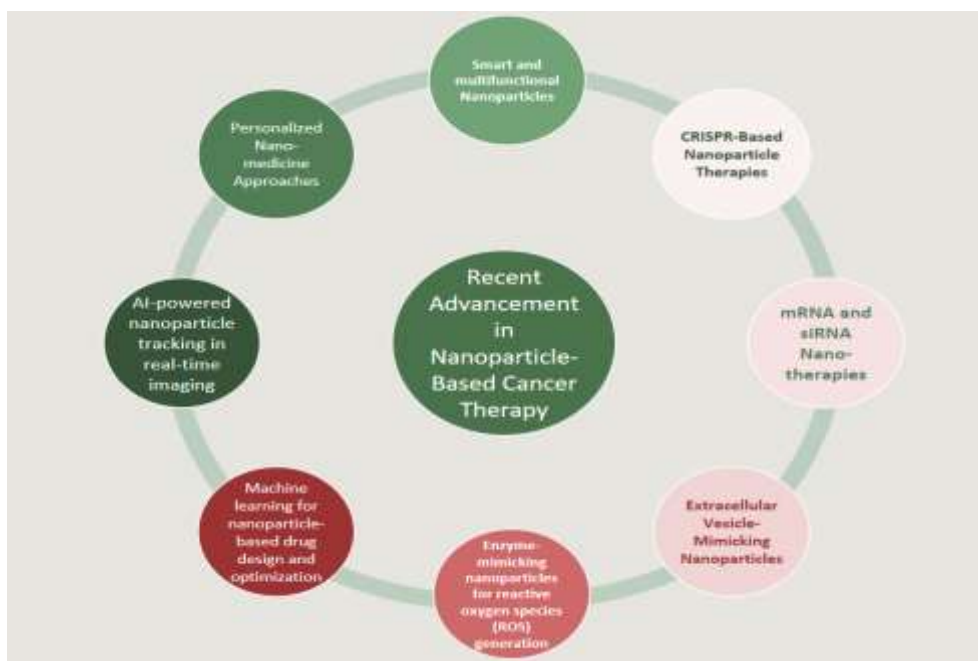 Smart and
multifunctional
Nanoparticles
CRISPR-Based
Nanoparticle
Therapies
mRNA and
siRNA
Nano-
therapies
Extracellular
Vesicle-
Mimicking
Nanoparticles
Enzyme-
mimicking
nanoparticles
for reactive
oxygen species
(ROS)
generation
Machine
learning for
nanoparticle-
based drug
design and
optimization
AI-powered
nanoparticle
tracking in
real-time
imaging
Personalized
Nano-
medicine
Approaches
Recent
Advancement
in
Nanoparticle-
Based Cancer
Therapy